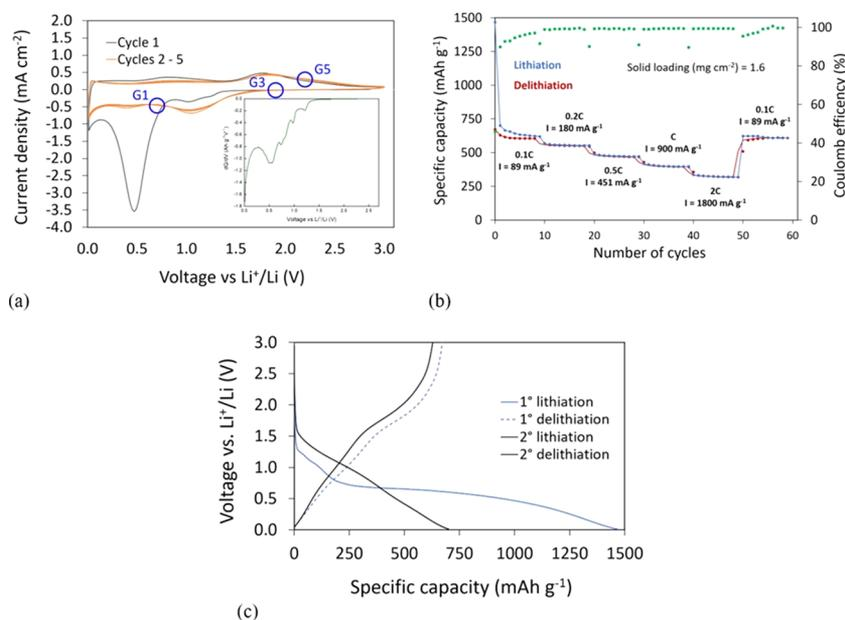 2.0
1.5
1.0
0.5
0.0
-0.5
-1.0
-1.5
-2.0
-2.5
-3.0
-3.5
-4.0
Current density (mA cm-2)
Cycle 1
Cycles 2 - 5
G1
G3
G5
Voltage vs Li+/Li (V)
0.0 0.5 1.0 1.5 2.0 2.5 3.0
Voltage vs Li+/Li (V)
(a)
1500
1250
1000
750
500
250
0
Specific capacity (mAh g-1)
Lithiation
Delithiation
Solid loading (mg cm-2) = 1.6
0.1C
I = 89 mA g-1
0.2C
I = 180 mA g-1
0.5C
I = 451 mA g-1
C
I = 900 mA g-1
2C
I = 1800 mA g-1
0.1C
I = 89 mA g-1
100
80
60
40
20
0
Coulomb efficency (%)
0 10 20 30 40 50 60
Number of cycles
(b)
3.0
2.5
2.0
1.5
1.0
0.5
0.0
Voltage vs. Li+/Li (V)
1° lithiation
1° delithiation
2° lithiation
2° delithiation
0 250 500 750 1000 1250 1500
Specific capacity (mAh g-1)
(c)